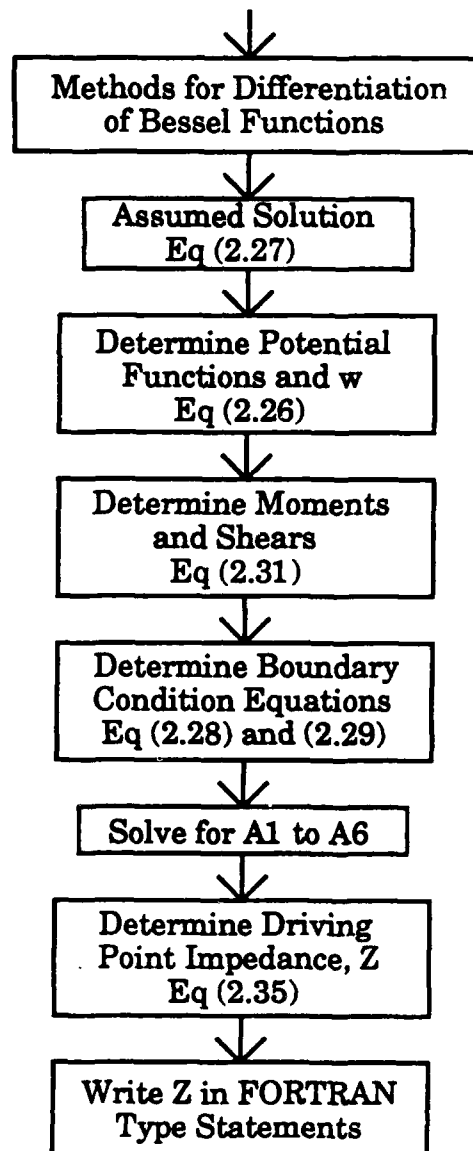 Methods for Differentiation
of Bessel Functions
Assumed Solution
Eq (2.27)
Determine Potential
Functions and w
Eq (2.26)
Determine Moments
and Shears
Eq (2.31)
Determine Boundary
Condition Equations
Eq (2.28) and (2.29)
Solve for A1 to A6
Determine Driving
Point Impedance, Z
Eq (2.35)
Write Z in FORTRAN
Type Statements